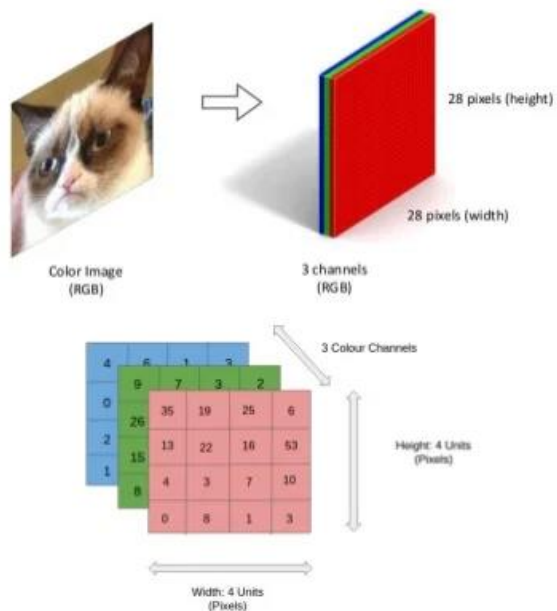 28 pixels (height)
28 pixels (width)
Color Image
(RGB)
3 channels
(RGB)
3 Colour Channels
4 6 1 3
9 7 3 2
0
35 19 25 6
26
13 22 16 53
2
15
4 3 7 10
1
8
0 8 1 3
Height: 4 Units
(Pixels)
Width: 4 Units
(Pixels)